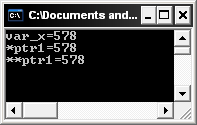 C:\Documents and...
var_x=578
*ptr1=578
**ptr1=578